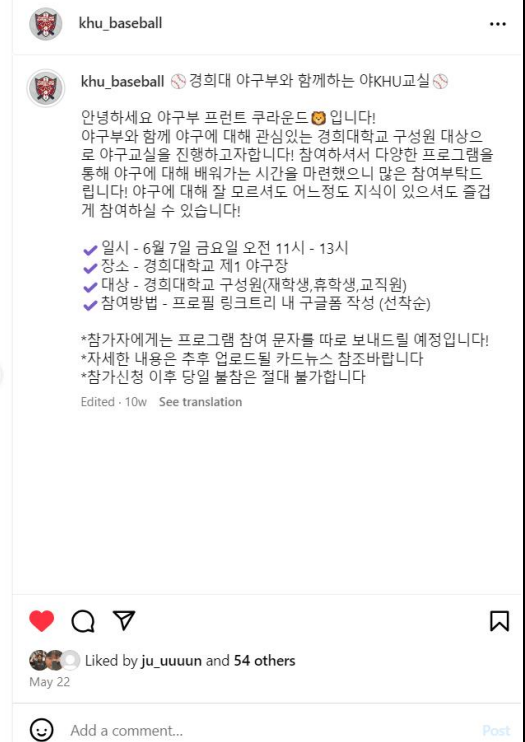 khu_baseball
khu_baseball ⚾경희대 야구부와 함께하는 야KHU교실⚾
안녕하세요 야구부 프런트 쿠라운드🦁입니다!
야구부와 함께 야구에 대해 관심있는 경희대학교 구성원 대상으
로 야구교실을 진행하고자합니다! 참여하셔서 다양한 프로그램을
통해 야구에 대해 배워가는 시간을 마련했으니 많은 참여부탁드
립니다! 야구에 대해 잘 모르셔도 어느정도 지식이 있으셔도 즐겁
게 참여하실 수 있습니다!
✔일시 - 6월 7일 금요일 오전 11시 - 13시
✔장소 - 경희대학교 제1 야구장
✔대상 - 경희대학교 구성원(재학생,휴학생,교직원)
✔참여방법 - 프로필 링크트리 내 구글폼 작성 (선착순)
*참가자에게는 프로그램 참여 문자를 따로 보내드릴 예정입니다!
*자세한 내용은 추후 업로드될 카드뉴스 참조바랍니다
*참가신청 이후 당일 불참은 절대 불가합니다
Edited · 10w See translation
Liked by ju_uuuun and 54 others
May 22
Add a comment...
Post